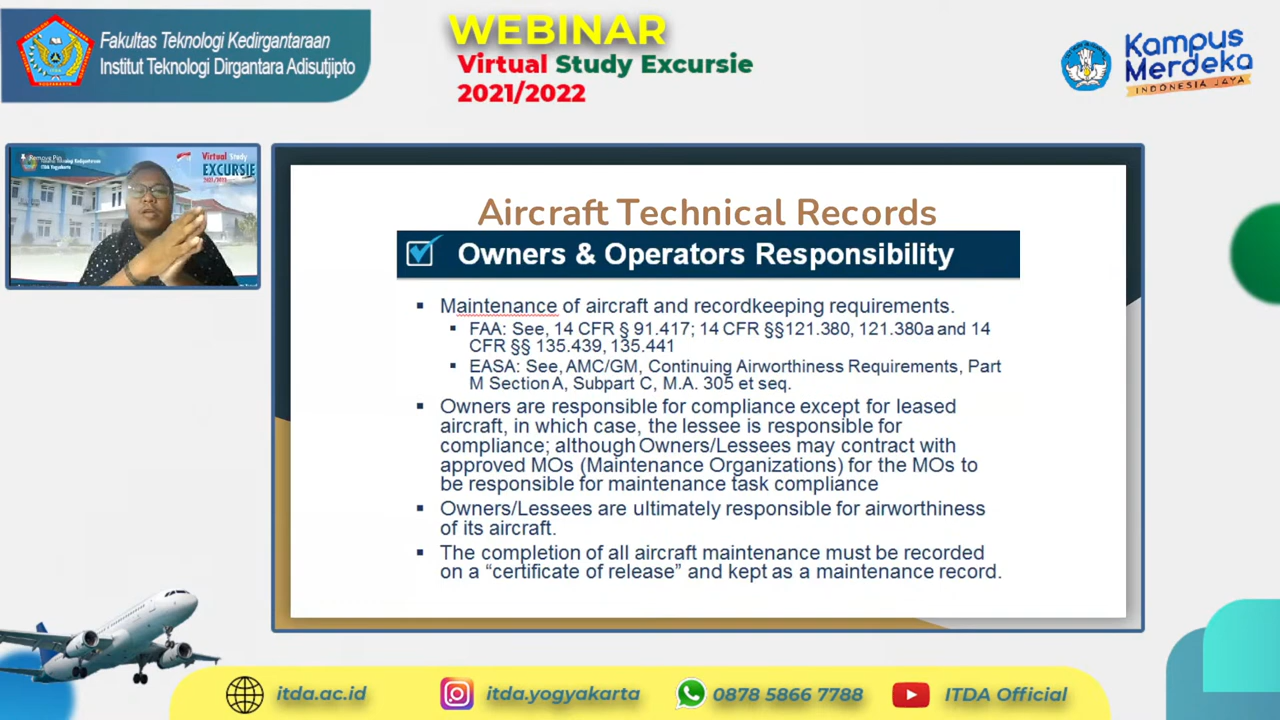 Fakultas Teknologi Kedirgantaraan
Institut Teknologi Dirgantara Adisutjipto
WEBINAR
Virtual Study Excursie
2021/2022
Kampus
Merdeka
INDONESIA JAYA
Remove Pin
ITDA Yogyakarta
Virtual Study
EXCURSIE
2021/2022
Aircraft Technical Records
Owners & Operators Responsibility
▪ Maintenance of aircraft and recordkeeping requirements.
▪ FAA: See, 14 CFR § 91.417; 14 CFR §§121.380, 121.380a and 14
CFR §§ 135.439, 135.441
▪ EASA: See, AMC/GM, Continuing Airworthiness Requirements, Part
M Section A, Subpart C, M.A. 305 et seq.
▪ Owners are responsible for compliance except for leased
aircraft, in which case, the lessee is responsible for
compliance; although Owners/Lessees may contract with
approved MOs (Maintenance Organizations) for the MOs to
be responsible for maintenance task compliance
▪ Owners/Lessees are ultimately responsible for airworthiness
of its aircraft.
▪ The completion of all aircraft maintenance must be recorded
on a “certificate of release” and kept as a maintenance record.
itda.ac.id
itda.yogyakarta
0878 5866 7788
ITDA Official